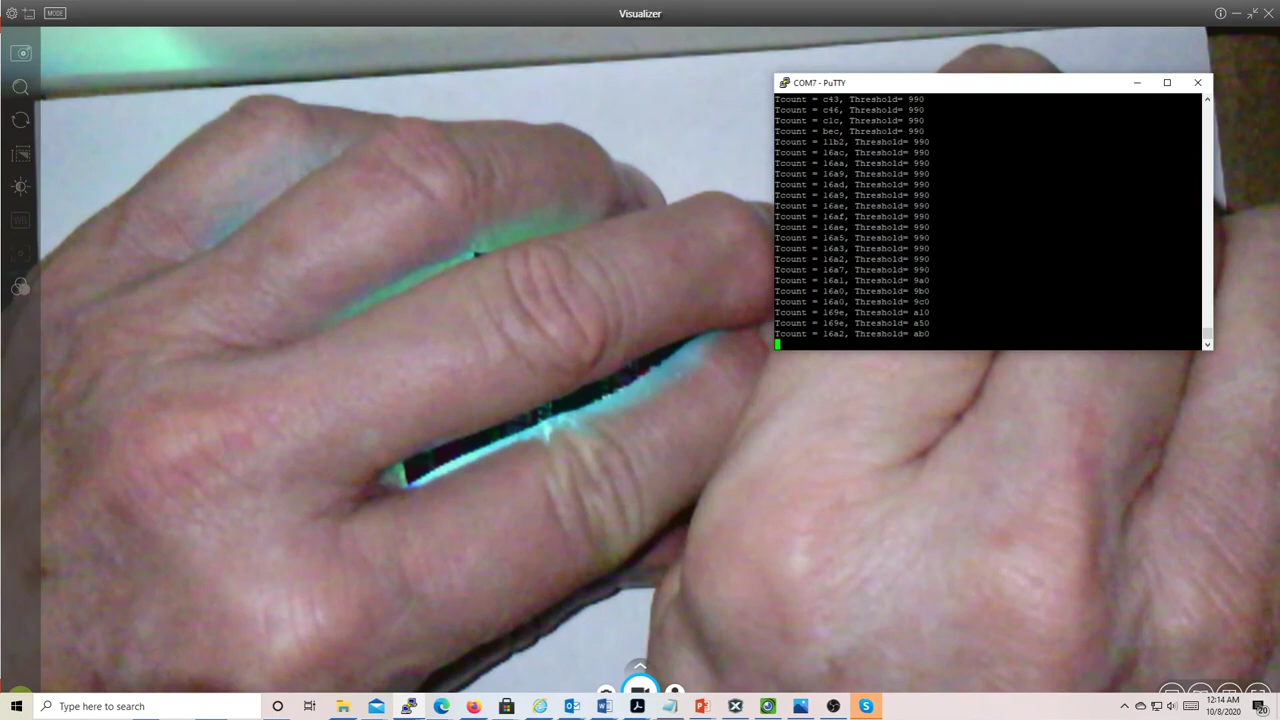 MODE
Visualizer
COM7 - PuTTY
Tcount = c43, Threshold= 990
Tcount = c46, Threshold= 990
Tcount = c1c, Threshold= 990
Tcount = bec, Threshold= 990
Tcount = 11b2, Threshold= 990
Tcount = 16ac, Threshold= 990
Tcount = 16aa, Threshold= 990
Tcount = 16a9, Threshold= 990
Tcount = 16ad, Threshold= 990
Tcount = 16a9, Threshold= 990
Tcount = 16ae, Threshold= 990
Tcount = 16af, Threshold= 990
Tcount = 16ae, Threshold= 990
Tcount = 16a5, Threshold= 990
Tcount = 16a3, Threshold= 990
Tcount = 16a2, Threshold= 990
Tcount = 16a7, Threshold= 990
Tcount = 16a1, Threshold= 9a0
Tcount = 16a0, Threshold= 9b0
Tcount = 16a0, Threshold= 9c0
Tcount = 169e, Threshold= a10
Tcount = 169e, Threshold= a50
Tcount = 16a2, Threshold= ab0
Type here to search
12:14 AM
10/8/2020
20